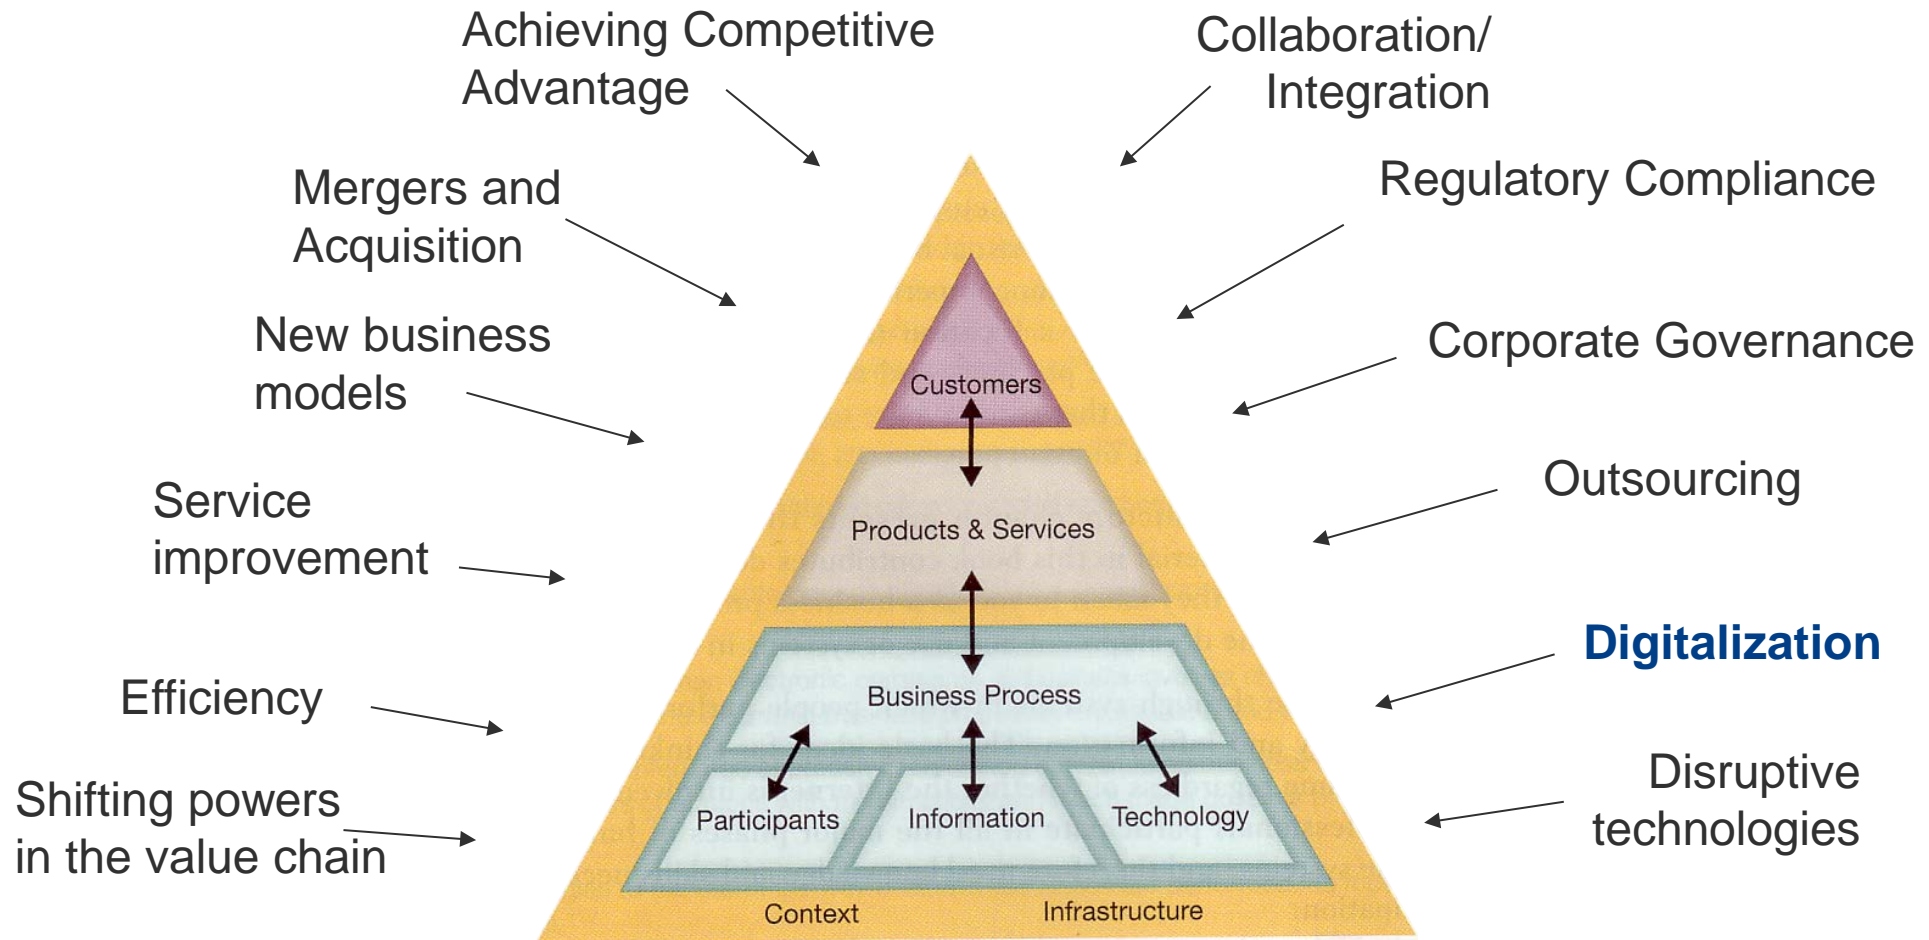 Achieving Competitive
Advantage
Collaboration/
Integration
Mergers and
Acquisition
Regulatory Compliance
New business
models
Corporate Governance
Customers
Service
improvement
Outsourcing
Products & Services
Digitalization
Efficiency
Business Process
Shifting powers
in the value chain
Disruptive
technologies
Participants
Information
Technology
Context
Infrastructure